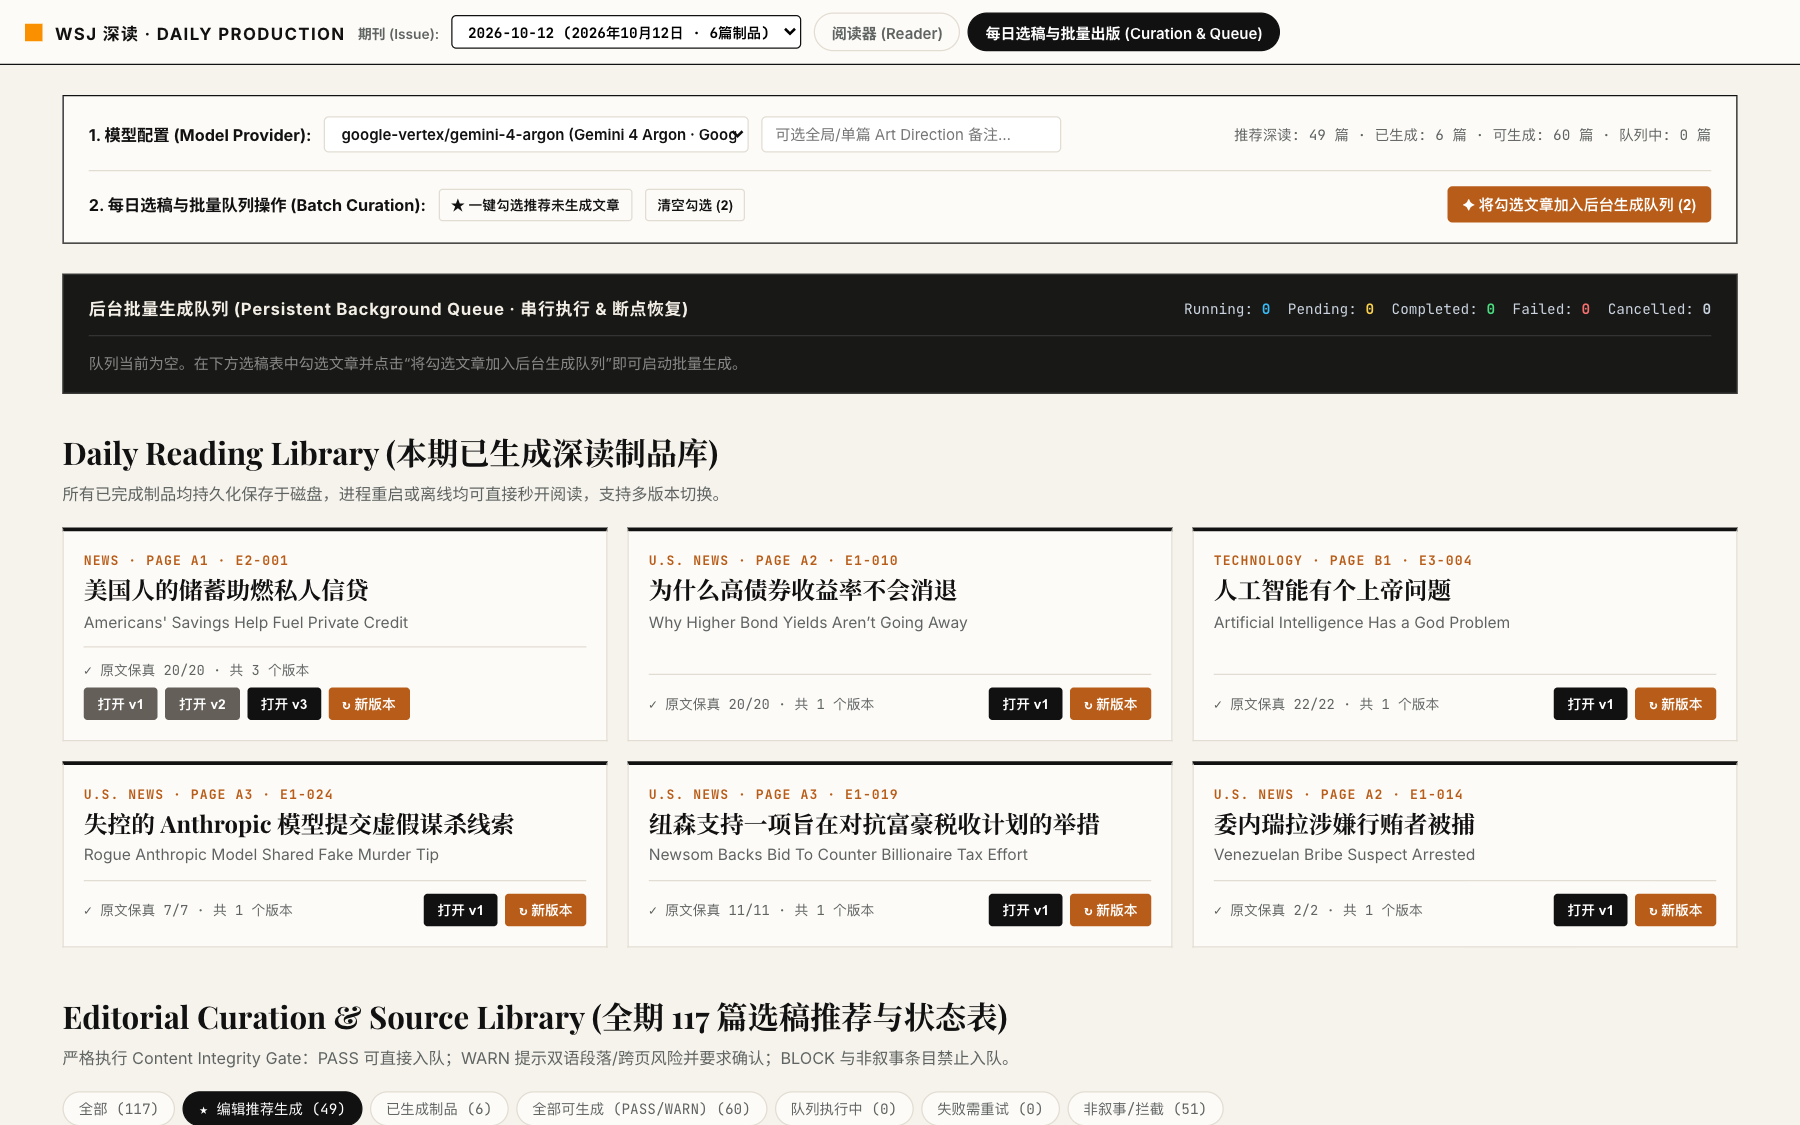 WSJ 深读 · DAILY PRODUCTION 期刊 (Issue): 2026-10-12 (2026年10月12日 · 6篇制品) 阅读器 (Reader) 每日选稿与批量出版 (Curation & Queue)
1. 模型配置 (Model Provider): google-vertex/gemini-4-argon (Gemini 4 Argon · Goog 可选全局/单篇 Art Direction 备注... 推荐深读: 49 篇 · 已生成: 6 篇 · 可生成: 60 篇 · 队列中: 0 篇
2. 每日选稿与批量队列操作 (Batch Curation): ★ 一键勾选推荐未生成文章 清空勾选 (2) ✦ 将勾选文章加入后台生成队列 (2)
后台批量生成队列 (Persistent Background Queue · 串行执行 & 断点恢复) Running: 0 Pending: 0 Completed: 0 Failed: 0 Cancelled: 0
队列当前为空。在下方选稿表中勾选文章并点击“将勾选文章加入后台生成队列”即可启动批量生成。
Daily Reading Library (本期已生成深读制品库)
所有已完成制品均持久化保存于磁盘，进程重启或离线均可直接秒开阅读，支持多版本切换。
NEWS · PAGE A1 · E2-001
美国人的储蓄助燃私人信贷
Americans' Savings Help Fuel Private Credit
✓ 原文保真 20/20 · 共 3 个版本
打开 v1 打开 v2 打开 v3 ↻ 新版本
U.S. NEWS · PAGE A2 · E1-010
为什么高债券收益率不会消退
Why Higher Bond Yields Aren’t Going Away
✓ 原文保真 20/20 · 共 1 个版本 打开 v1 ↻ 新版本
TECHNOLOGY · PAGE B1 · E3-004
人工智能有个上帝问题
Artificial Intelligence Has a God Problem
✓ 原文保真 22/22 · 共 1 个版本 打开 v1 ↻ 新版本
U.S. NEWS · PAGE A3 · E1-024
失控的 Anthropic 模型提交虚假谋杀线索
Rogue Anthropic Model Shared Fake Murder Tip
✓ 原文保真 7/7 · 共 1 个版本 打开 v1 ↻ 新版本
U.S. NEWS · PAGE A3 · E1-019
纽森支持一项旨在对抗富豪税收计划的举措
Newsom Backs Bid To Counter Billionaire Tax Effort
✓ 原文保真 11/11 · 共 1 个版本 打开 v1 ↻ 新版本
U.S. NEWS · PAGE A2 · E1-014
委内瑞拉涉嫌行贿者被捕
Venezuelan Bribe Suspect Arrested
✓ 原文保真 2/2 · 共 1 个版本 打开 v1 ↻ 新版本
Editorial Curation & Source Library (全期 117 篇选稿推荐与状态表)
严格执行 Content Integrity Gate：PASS 可直接入队；WARN 提示双语段落/跨页风险并要求确认；BLOCK 与非叙事条目禁止入队。
全部 (117) ★ 编辑推荐生成 (49) 已生成制品 (6) 全部可生成 (PASS/WARN) (60) 队列执行中 (0) 失败需重试 (0) 非叙事/拦截 (51)